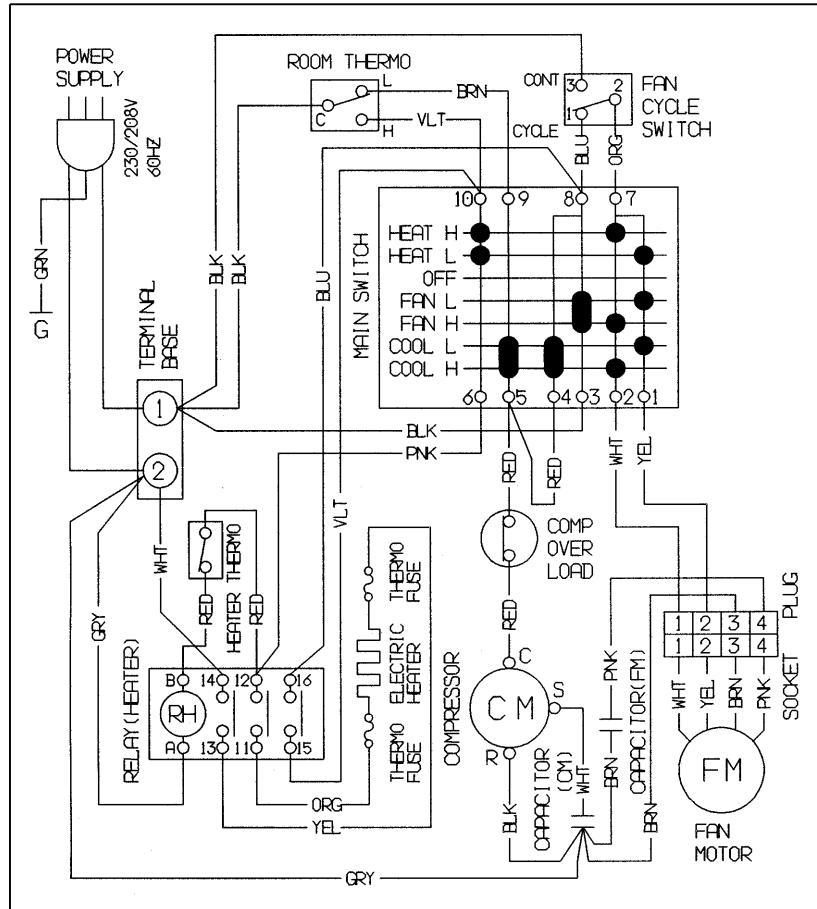 POWER
SUPPLY
230/208V
60HZ
GRN
G
TERMINAL
BASE
1
2
BLK
BLK
ROOM THERMO
L
C
H
BRN
VLT
CONT
3
2
1
CYCLE
FAN
CYCLE
SWITCH
BLU
ORG
BLU
MAIN SWITCH
10
9
8
7
HEAT H
HEAT L
OFF
FAN L
FAN H
COOL L
COOL H
6
5
4
3
2
1
BLK
PNK
RED
RED
WHT
YEL
VLT
WHT
GRY
HEATER THERMO
RED
RED
THERMO
FUSE
ELECTRIC
HEATER
THERMO
FUSE
RELAY(HEATER)
B
14
12
16
RH
A
13
11
15
ORG
YEL
GRY
COMP
OVER
LOAD
RED
COMPRESSOR
C
S
CM
R
BLK
CAPACITOR
(CM)
WHT
BRN
PNK
CAPACITOR(FM)
BRN
1 2 3 4
1 2 3 4
PLUG
SOCKET
WHT
YEL
BRN
PNK
FM
FAN
MOTOR